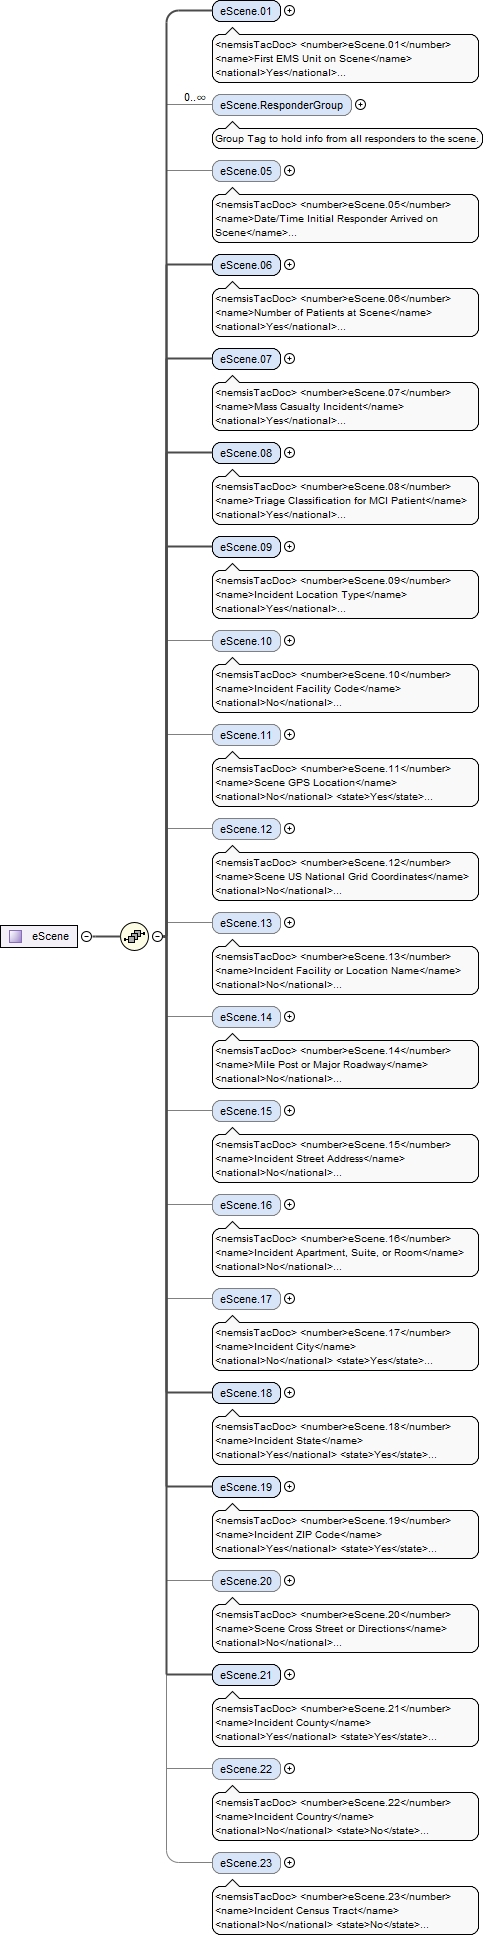 eScene.01
<nemsisTacDoc> <number>eScene.01</number>
<name>First EMS Unit on Scene</name>
<national>Yes</national>...
0..∞
eScene.ResponderGroup
Group Tag to hold info from all responders to the scene.
eScene.05
<nemsisTacDoc> <number>eScene.05</number>
<name>Date/Time Initial Responder Arrived on
Scene</name>...
eScene.06
<nemsisTacDoc> <number>eScene.06</number>
<name>Number of Patients at Scene</name>
<national>Yes</national>...
eScene.07
<nemsisTacDoc> <number>eScene.07</number>
<name>Mass Casualty Incident</name>
<national>Yes</national>...
eScene.08
<nemsisTacDoc> <number>eScene.08</number>
<name>Triage Classification for MCI Patient</name>
<national>Yes</national>...
eScene.09
<nemsisTacDoc> <number>eScene.09</number>
<name>Incident Location Type</name>
<national>Yes</national>...
eScene.10
<nemsisTacDoc> <number>eScene.10</number>
<name>Incident Facility Code</name>
<national>No</national>...
eScene.11
<nemsisTacDoc> <number>eScene.11</number>
<name>Scene GPS Location</name>
<national>No</national> <state>Yes</state>...
eScene.12
<nemsisTacDoc> <number>eScene.12</number>
<name>Scene US National Grid Coordinates</name>
<national>No</national>...
eScene
eScene.13
<nemsisTacDoc> <number>eScene.13</number>
<name>Incident Facility or Location Name</name>
<national>No</national>...
eScene.14
<nemsisTacDoc> <number>eScene.14</number>
<name>Mile Post or Major Roadway</name>
<national>No</national>...
eScene.15
<nemsisTacDoc> <number>eScene.15</number>
<name>Incident Street Address</name>
<national>No</national>...
eScene.16
<nemsisTacDoc> <number>eScene.16</number>
<name>Incident Apartment, Suite, or Room</name>
<national>No</national>...
eScene.17
<nemsisTacDoc> <number>eScene.17</number>
<name>Incident City</name>
<national>No</national> <state>Yes</state>...
eScene.18
<nemsisTacDoc> <number>eScene.18</number>
<name>Incident State</name>
<national>Yes</national> <state>Yes</state>...
eScene.19
<nemsisTacDoc> <number>eScene.19</number>
<name>Incident ZIP Code</name>
<national>Yes</national> <state>Yes</state>...
eScene.20
<nemsisTacDoc> <number>eScene.20</number>
<name>Scene Cross Street or Directions</name>
<national>No</national>...
eScene.21
<nemsisTacDoc> <number>eScene.21</number>
<name>Incident County</name>
<national>Yes</national> <state>Yes</state>...
eScene.22
<nemsisTacDoc> <number>eScene.22</number>
<name>Incident Country</name>
<national>No</national> <state>No</state>...
eScene.23
<nemsisTacDoc> <number>eScene.23</number>
<name>Incident Census Tract</name>
<national>No</national> <state>No</state>...